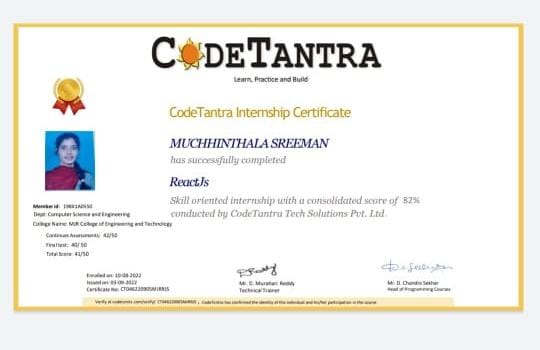 CODETANTRA
Learn, Practice and Build
CodeTantra Internship Certificate
MUCHHINTHALA SREEMAN
has successfully completed
ReactJs
Skill oriented internship with a consolidated score of 82%
conducted by CodeTantra Tech Solutions Pvt. Ltd.
Member id: 198X1A0550
Dept: Computer Science and Engineering
College Name: MJR College of Engineering and Technology
Continues Assessments: 42/50
Final test: 40/ 50
Total Score: 41/50
Enrolled on: 10-08-2022
Issued on: 03-09-2022
Certificate No: CT046220905MIRRIS
Mr. D. Murahari Reddy
Technical Trainer
Mr. D. Chandra Sekhar
Head of Programming Courses
Verify at codetantra.com/verify/ CT046220905MIRRIS , CodeTantra has confirmed the identity of this individual and his/her participation in the course